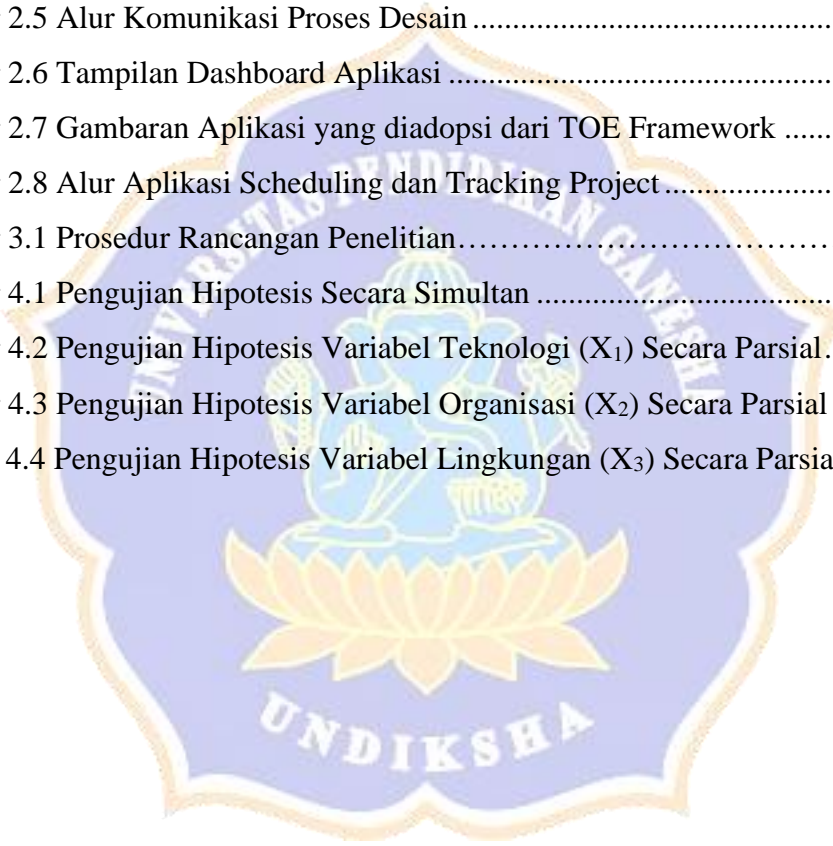 2.5 Alur Komunikasi Proses Desain ....................................
2.6 Tampilan Dashboard Aplikasi .......................................
2.7 Gambaran Aplikasi yang diadopsi dari TOE Framework ......
2.8 Alur Aplikasi Scheduling dan Tracking Project ...................
3.1 Prosedur Rancangan Penelitian……………………………
4.1 Pengujian Hipotesis Secara Simultan ................................
4.2 Pengujian Hipotesis Variabel Teknologi (X₁) Secara Parsial.
4.3 Pengujian Hipotesis Variabel Organisasi (X₂) Secara Parsial
4.4 Pengujian Hipotesis Variabel Lingkungan (X₃) Secara Parsia
UNIVERSITAS PENDIDIKAN GANESHA
UNDIKSHA